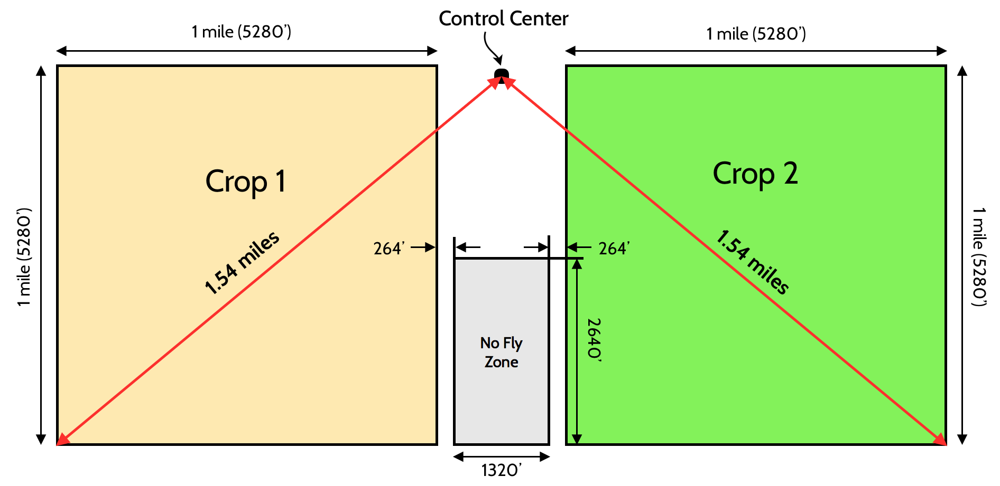 Control Center
1 mile (5280’)
1 mile (5280’)
Crop 1
Crop 2
1 mile (5280’)
1.54 miles
264’
264’
1.54 miles
1 mile (5280’)
2640’
No Fly
Zone
1320’